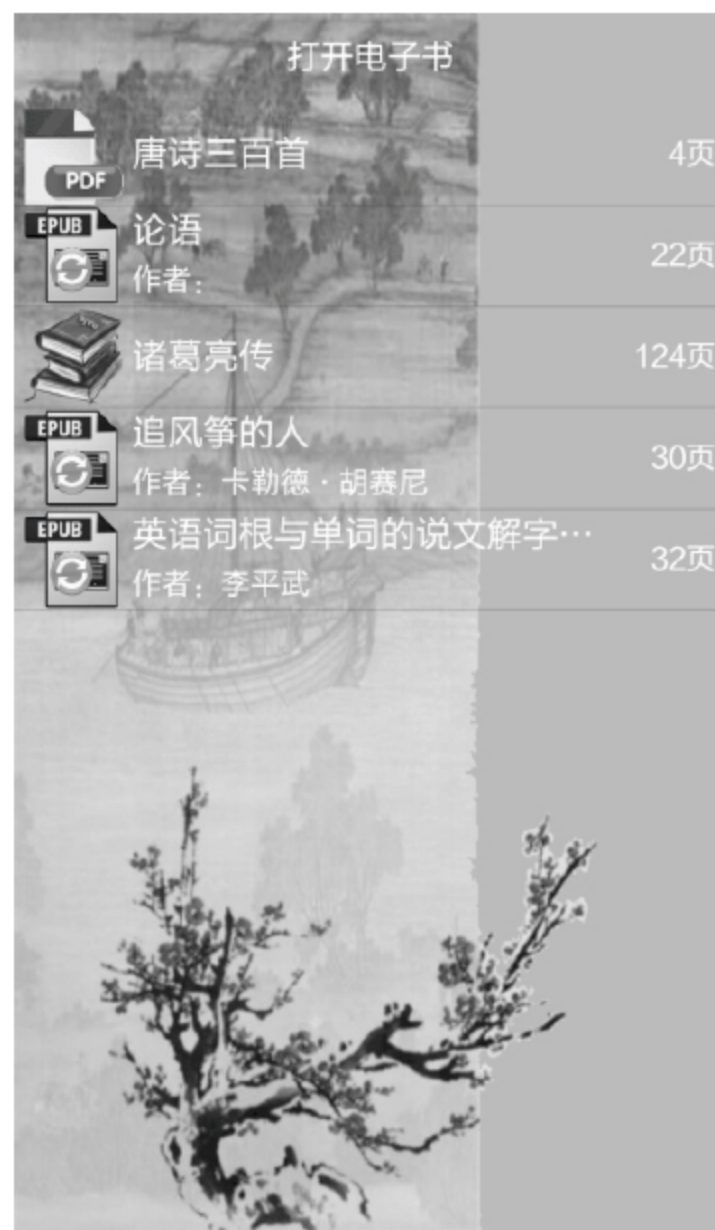 打开电子书
PDF
唐诗三百首
4页
EPUB
论语
作者：
22页
诸葛亮传
124页
EPUB
追风筝的人
作者：卡勒德·胡赛尼
30页
EPUB
英语词根与单词的说文解字…
作者：李平武
32页